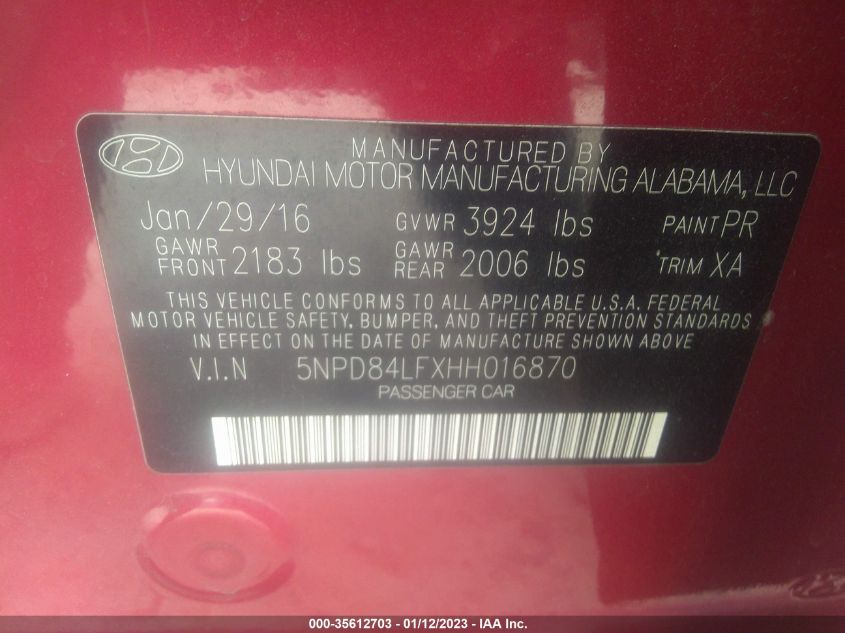 MANUFACTURED BY
HYUNDAI MOTOR MANUFACTURING ALABAMA, LLC
Jan/29/16 GVWR 3924 lbs PAINT PR
GAWR FRONT 2183 lbs GAWR REAR 2006 lbs TRIM XA
THIS VEHICLE CONFORMS TO ALL APPLICABLE U.S.A. FEDERAL
MOTOR VEHICLE SAFETY, BUMPER, AND THEFT PREVENTION STANDARDS
IN EFFECT ON THE DATE OF MANUFACTURE SHOWN ABOVE
V.I.N 5NPD84LFXHH016870
PASSENGER CAR
000-35612703 - 01/12/2023 - IAA Inc.